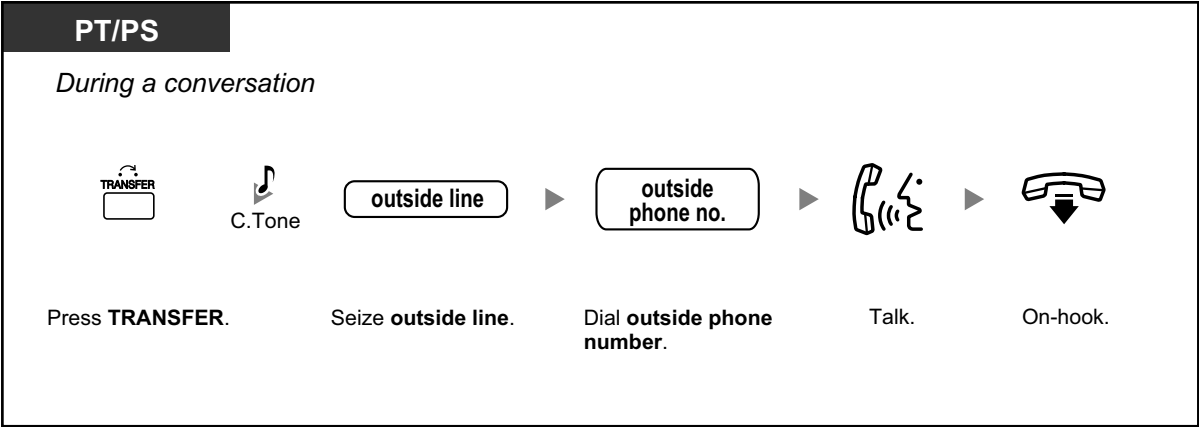 PT/PS
During a conversation
TRANSFER
C.Tone
outside line
outside
phone no.
Press TRANSFER.
Seize outside line.
Dial outside phone
number.
Talk.
On-hook.